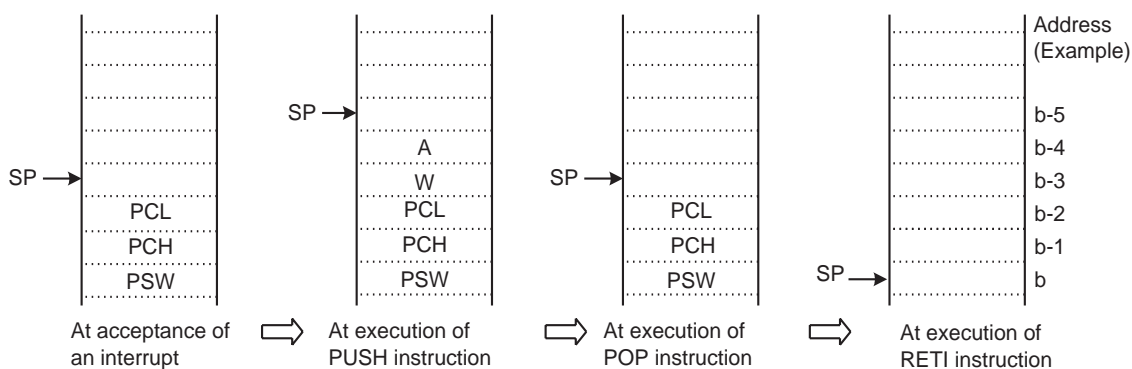 Address
(Example)
SP
b-5
A
b-4
SP
W
SP
b-3
PCL
PCL
PCL
b-2
PCH
PCH
PCH
b-1
PSW
PSW
PSW
SP
b
At acceptance of
an interrupt
At execution of
PUSH instruction
At execution of
POP instruction
At execution of
RETI instruction